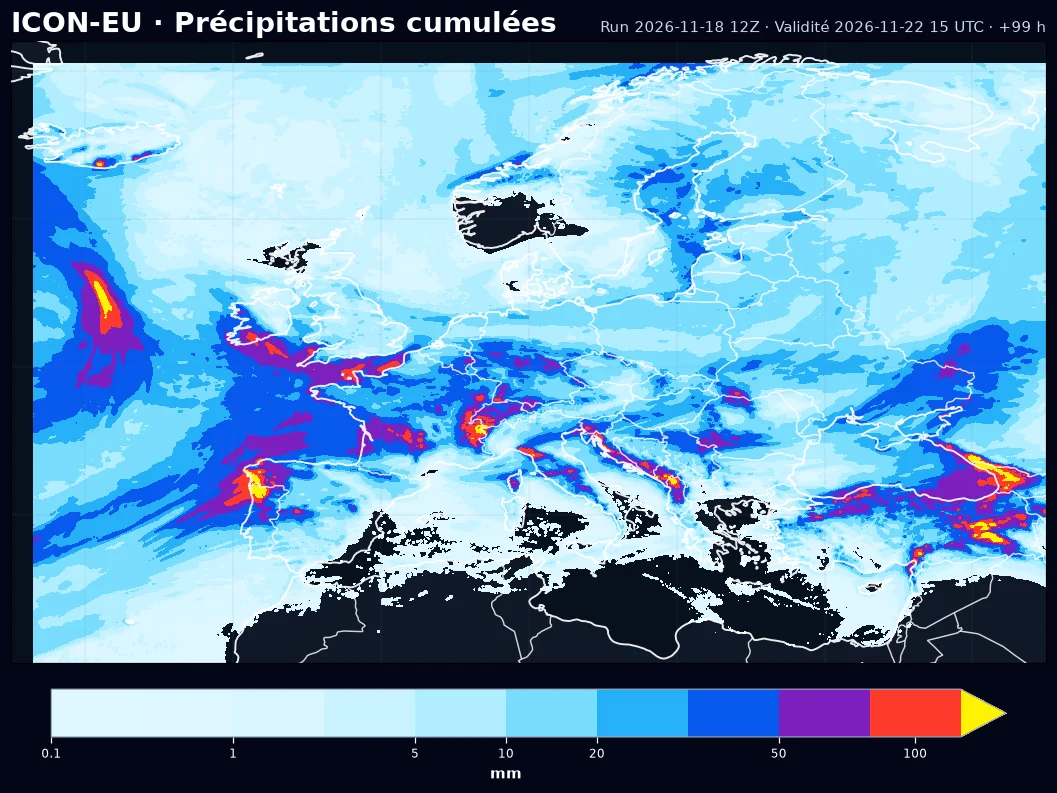 ICON-EU · Précipitations cumulées
Run 2026-11-18 12Z · Validité 2026-11-22 15 UTC · +99 h
0.1 1 5 10 20 50 100
mm